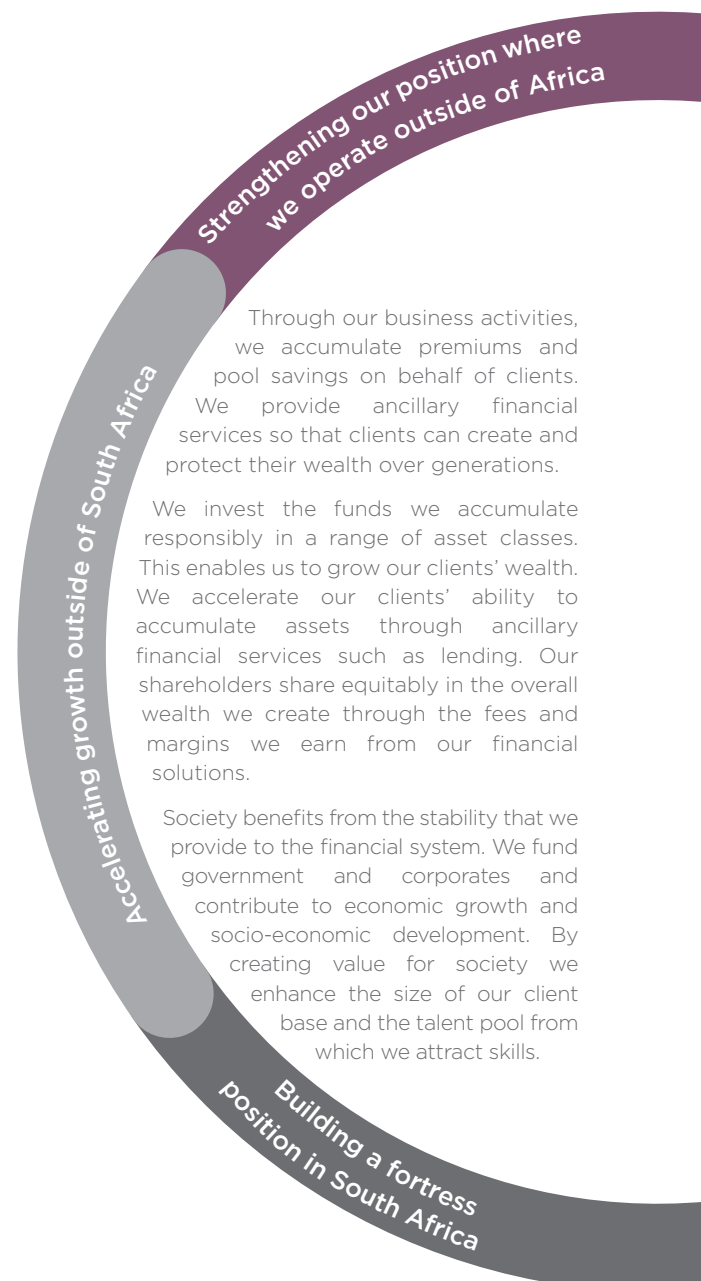 Strengthening our position where
we operate outside of Africa
Accelerating growth outside of South Africa
Through our business activities,
we accumulate premiums and
pool savings on behalf of clients.
We provide ancillary financial
services so that clients can create and
protect their wealth over generations.
We invest the funds we accumulate
responsibly in a range of asset classes.
This enables us to grow our clients’ wealth.
We accelerate our clients’ ability to
accumulate assets through ancillary
financial services such as lending. Our
shareholders share equitably in the overall
wealth we create through the fees and
margins we earn from our financial
solutions.
Society benefits from the stability that we
provide to the financial system. We fund
government and corporates and
contribute to economic growth and
socio-economic development. By
creating value for society we
enhance the size of our client
base and the talent pool from
which we attract skills.
Building a fortress
position in South Africa